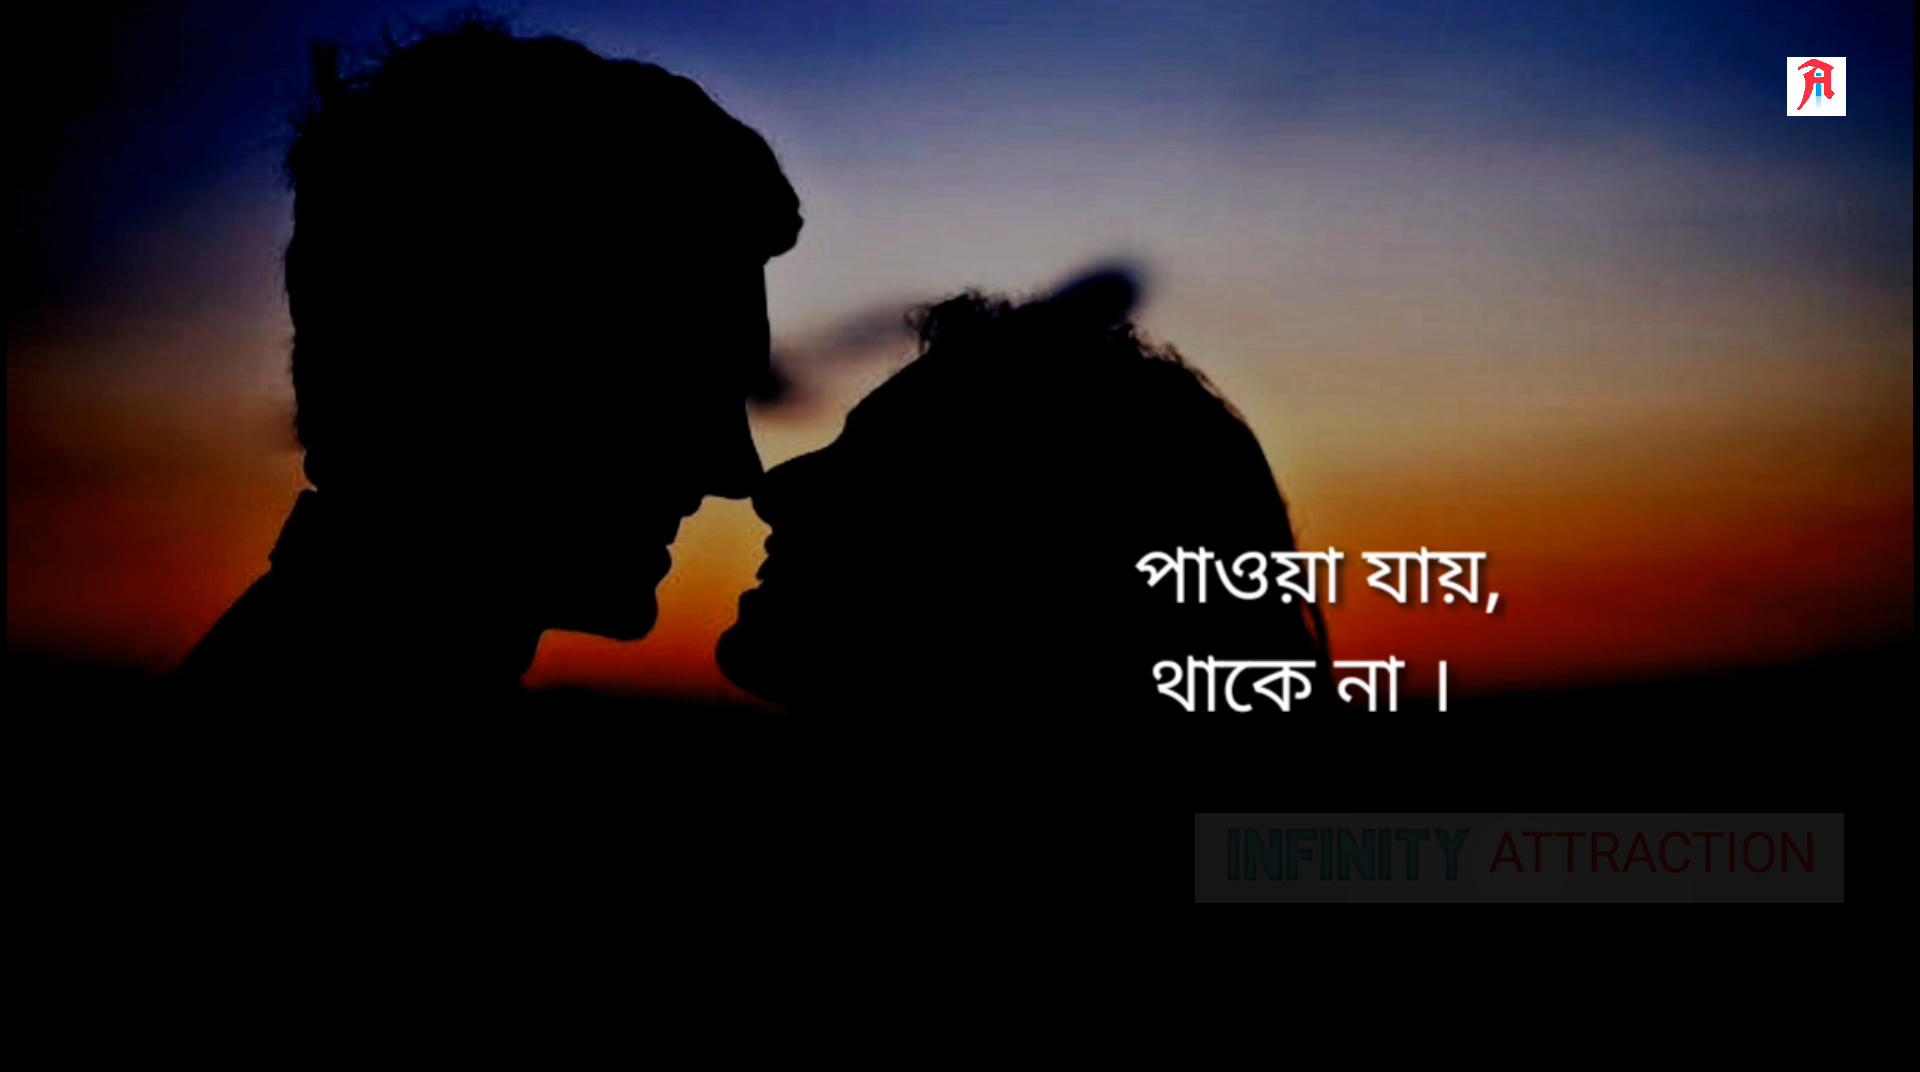 পাওয়া যায়,
থাকে না ।
INFINITY ATTRACTION